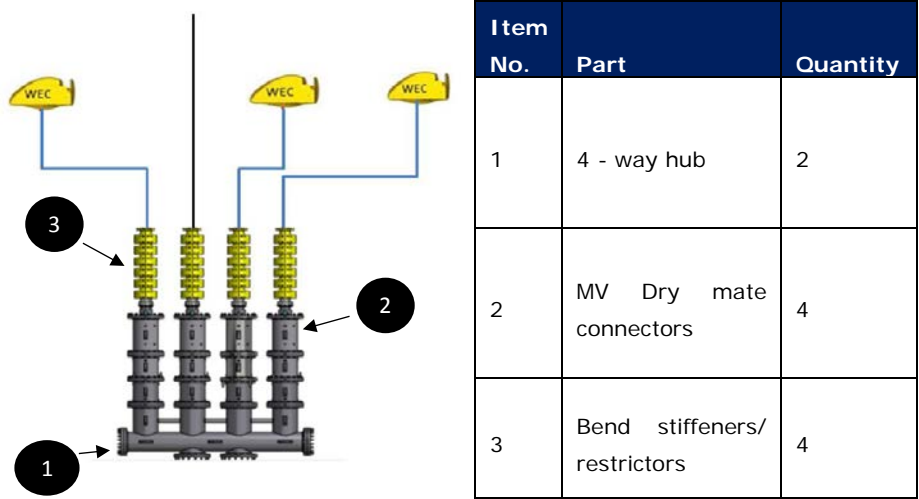 WEC
WEC
WEC
3
2
1
Item
No.
Part
Quantity
1
4 - way hub
2
2
MV Dry mate
connectors
4
3
Bend stiffeners/
restrictors
4